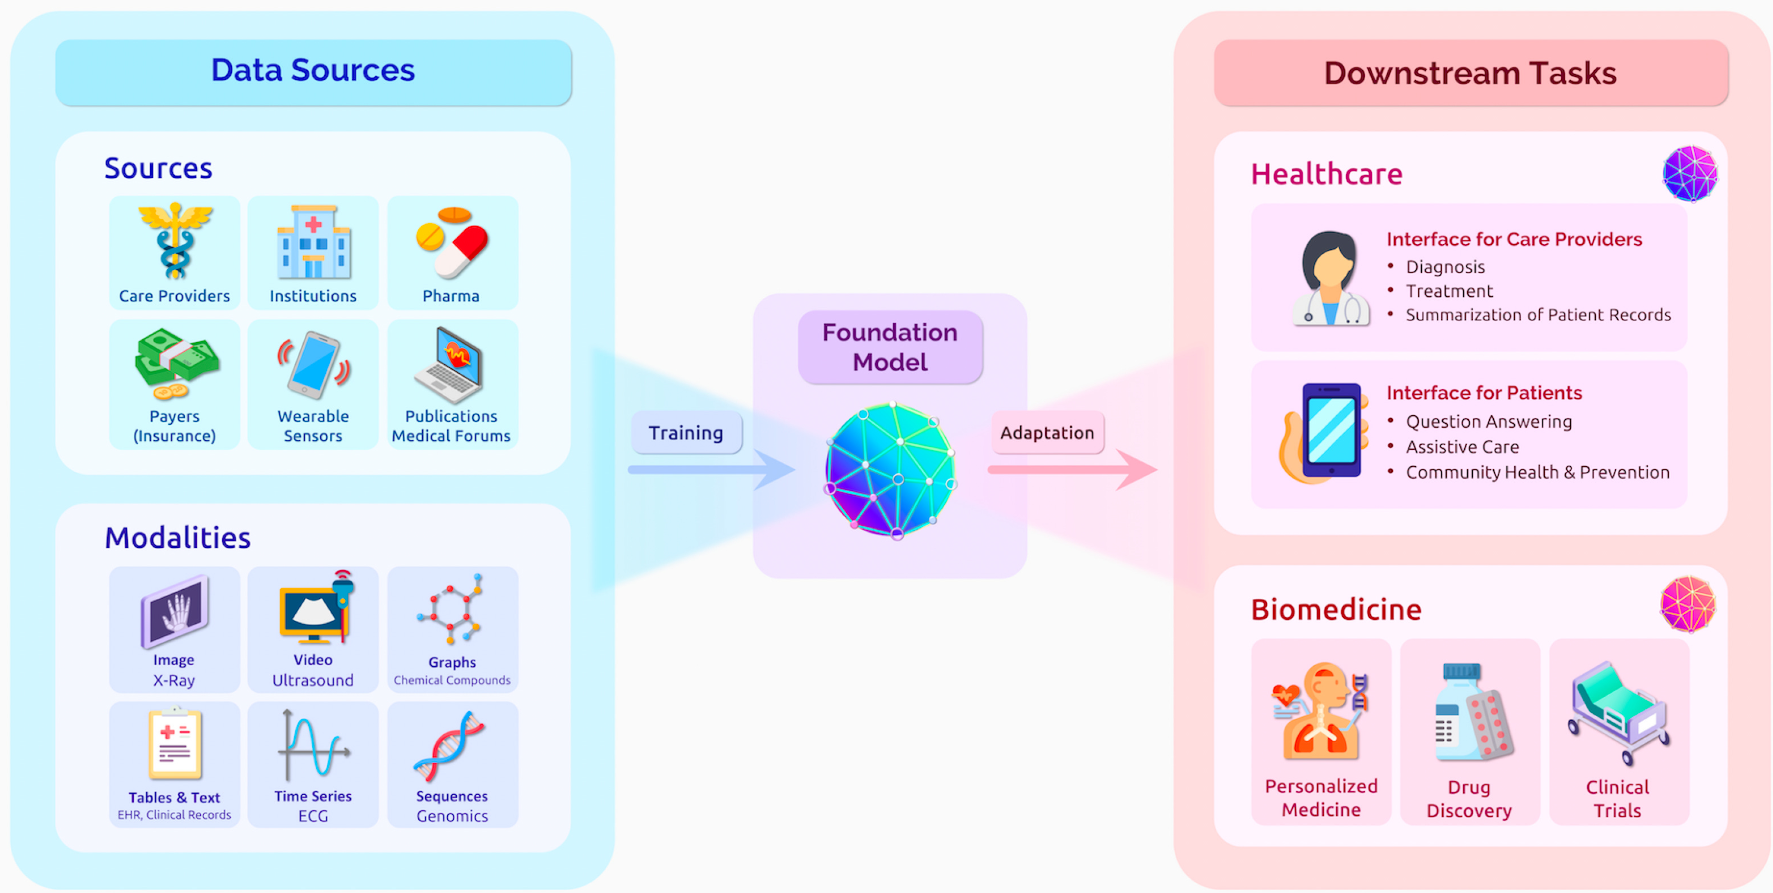 Data Sources
Sources
Care Providers
Institutions
Pharma
Payers
(Insurance)
Wearable
Sensors
Publications
Medical Forums
Modalities
Image
X-Ray
Video
Ultrasound
Graphs
Chemical Compounds
Tables & Text
EHR, Clinical Records
Time Series
ECG
Sequences
Genomics
Training
Foundation
Model
Adaptation
Downstream Tasks
Healthcare
Interface for Care Providers
• Diagnosis
• Treatment
• Summarization of Patient Records
Interface for Patients
• Question Answering
• Assistive Care
• Community Health & Prevention
Biomedicine
Personalized
Medicine
Drug
Discovery
Clinical
Trials